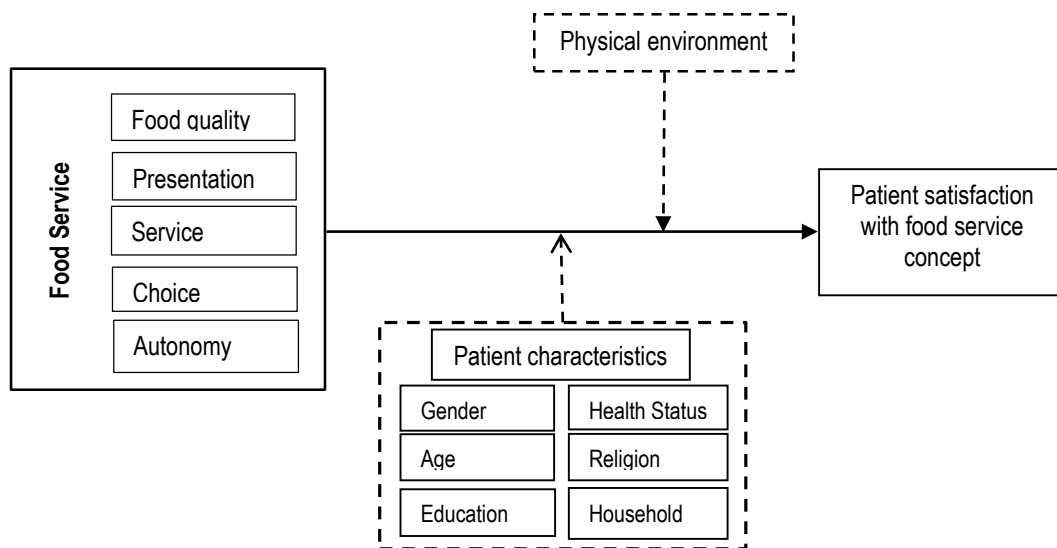 Physical environment
Food Service
Food quality
Presentation
Service
Choice
Autonomy
Patient satisfaction
with food service
concept
Patient characteristics
Gender
Health Status
Age
Religion
Education
Household